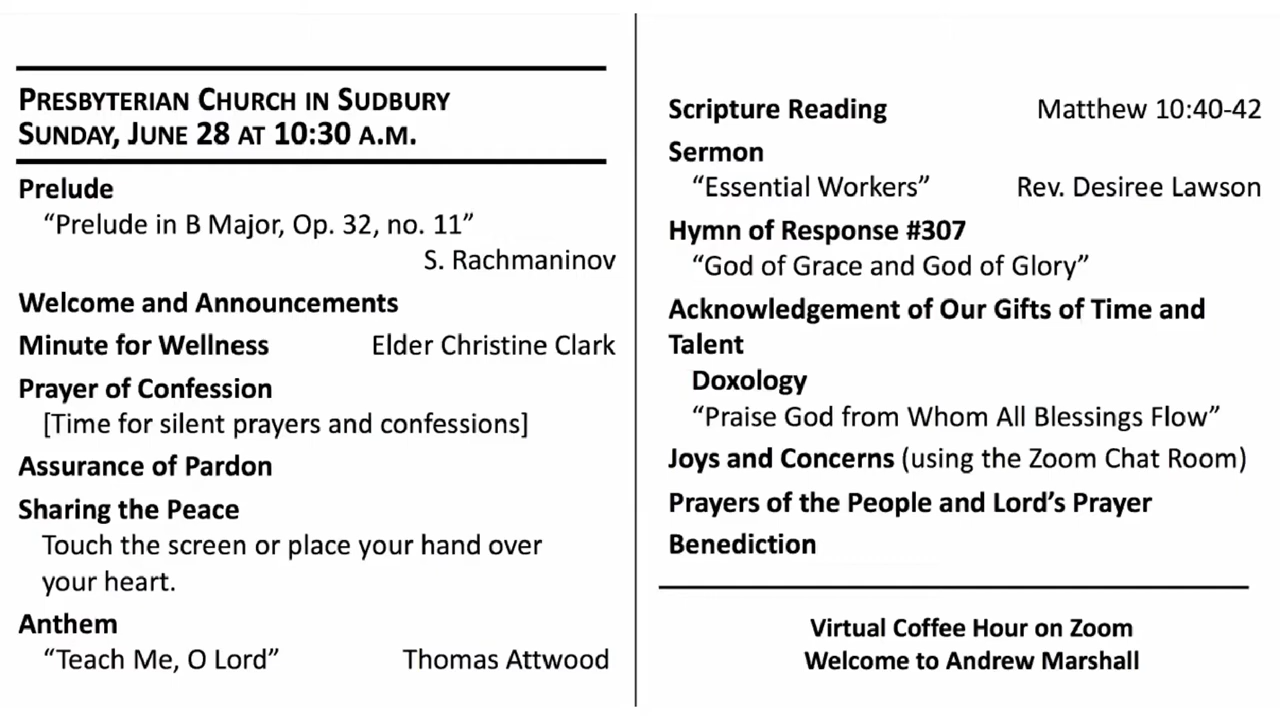 PRESBYTERIAN CHURCH IN SUDBURY
SUNDAY, JUNE 28 AT 10:30 A.M.
Prelude
“Prelude in B Major, Op. 32, no. 11”
S. Rachmaninov
Welcome and Announcements
Minute for Wellness Elder Christine Clark
Prayer of Confession
[Time for silent prayers and confessions]
Assurance of Pardon
Sharing the Peace
Touch the screen or place your hand over
your heart.
Anthem
“Teach Me, O Lord” Thomas Attwood
Scripture Reading Matthew 10:40-42
Sermon
“Essential Workers” Rev. Desiree Lawson
Hymn of Response #307
“God of Grace and God of Glory”
Acknowledgement of Our Gifts of Time and
Talent
Doxology
“Praise God from Whom All Blessings Flow”
Joys and Concerns (using the Zoom Chat Room)
Prayers of the People and Lord’s Prayer
Benediction
Virtual Coffee Hour on Zoom
Welcome to Andrew Marshall